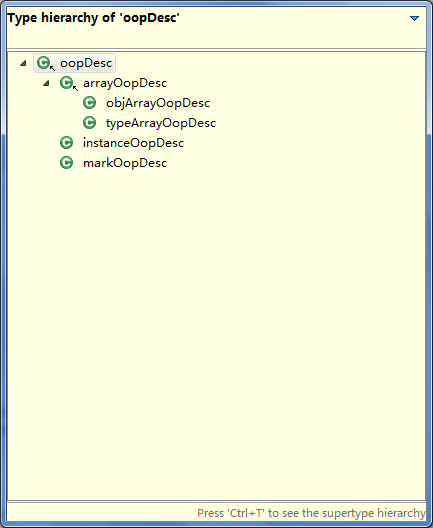 Type hierarchy of 'oopDesc'
oopDesc
arrayOopDesc
objArrayOopDesc
typeArrayOopDesc
instanceOopDesc
markOopDesc
Press 'Ctrl+T' to see the supertype hierarchy